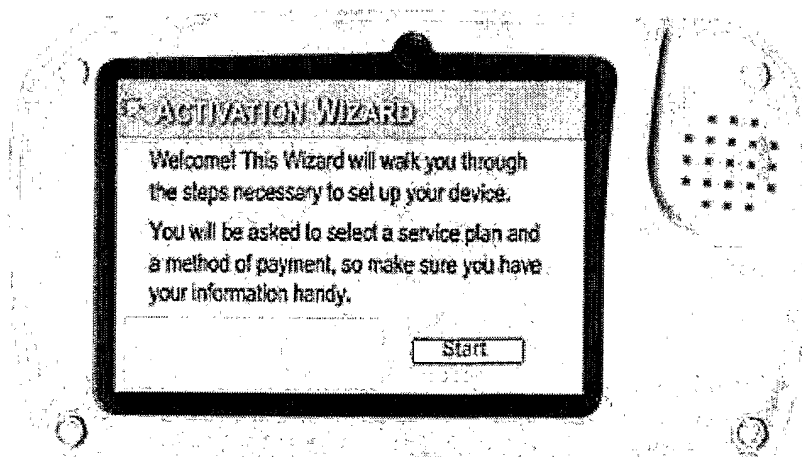 ACTIVATION WIZARD
Welcome! This Wizard will walk you through
the steps necessary to set up your device.
You will be asked to select a service plan and
a method of payment, so make sure you have
your information handy.
Start